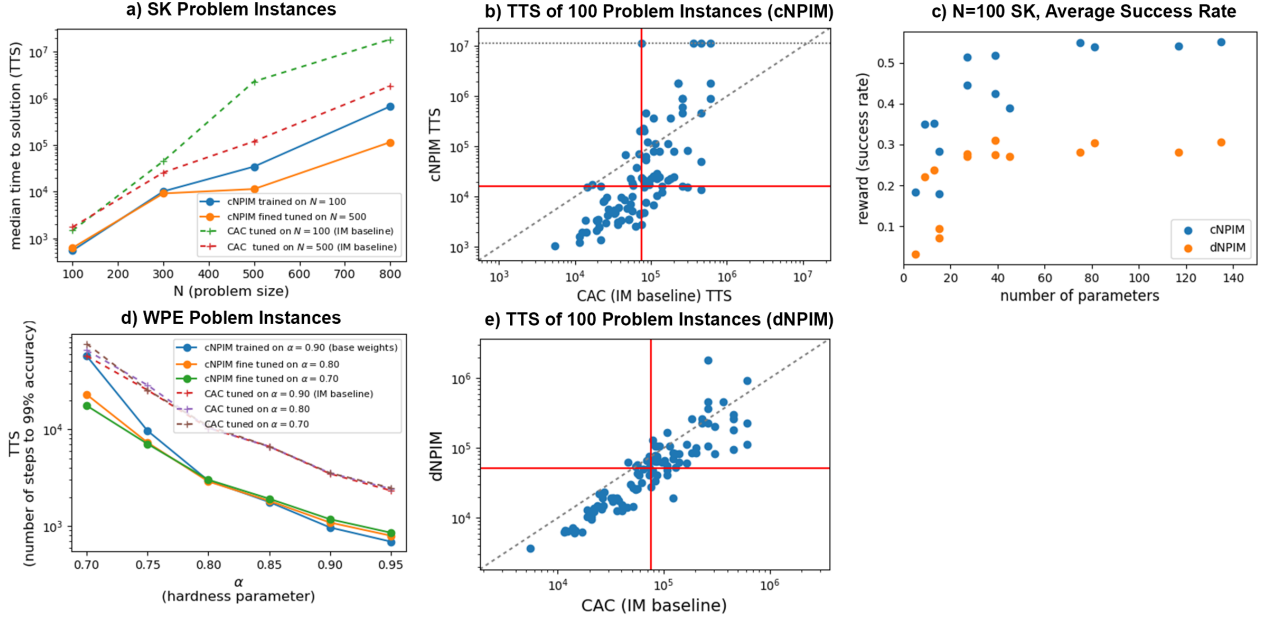 a) SK Problem Instances
median time to solution (TTS)
10^7
10^6
10^5
10^4
10^3
cNPIM trained on N = 100
cNPIM fined tuned on N = 500
CAC tuned on N = 100 (IM baseline)
CAC tuned on N = 500 (IM baseline)
100 200 300 400 500 600 700 800
N (problem size)
b) TTS of 100 Problem Instances (cNPIM)
cNPIM TTS
10^7
10^6
10^5
10^4
10^3
10^3 10^4 10^5 10^6 10^7
CAC (IM baseline) TTS
c) N=100 SK, Average Success Rate
reward (success rate)
0.5
0.4
0.3
0.2
0.1
cNPIM
dNPIM
0 20 40 60 80 100 120 140
number of parameters
d) WPE Poblem Instances
TTS
(number of steps to 99% accuracy)
10^4
10^3
cNPIM trained on α = 0.90 (base weights)
cNPIM fine tuned on α = 0.80
cNPIM fine tuned on α = 0.70
CAC tuned on α = 0.90 (IM baseline)
CAC tuned on α = 0.80
CAC tuned on α = 0.70
0.70 0.75 0.80 0.85 0.90 0.95
α
(hardness parameter)
e) TTS of 100 Problem Instances (dNPIM)
dNPIM
10^6
10^5
10^4
10^4 10^5 10^6
CAC (IM baseline)